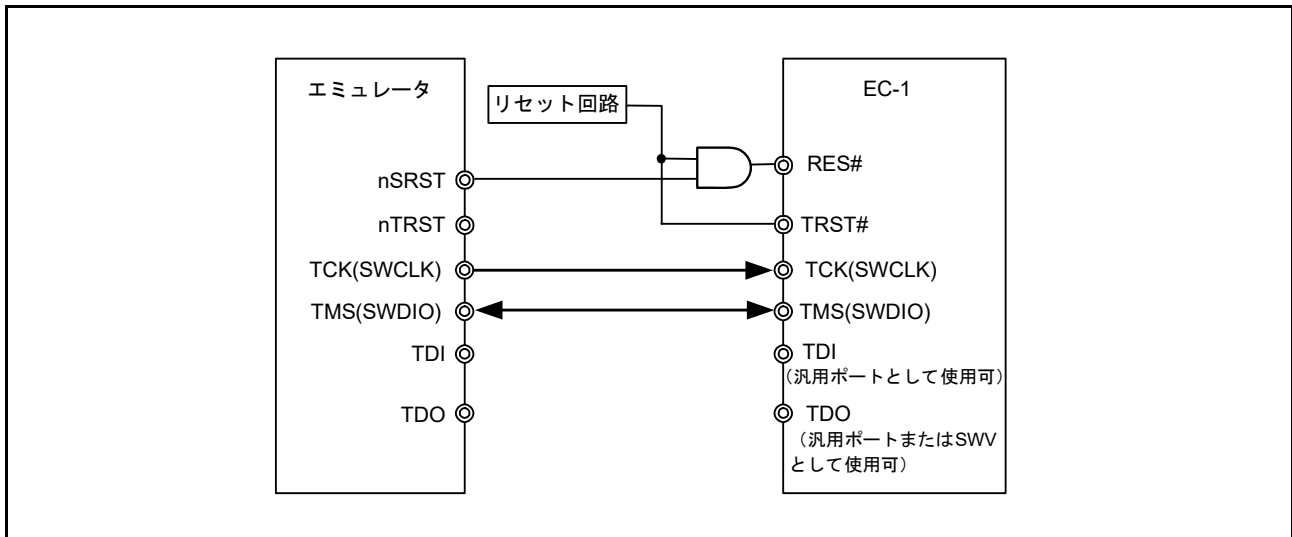 エミュレータ
nSRST
nTRST
TCK(SWCLK)
TMS(SWDIO)
TDI
TDO
リセット回路
EC-1
RES#
TRST#
TCK(SWCLK)
TMS(SWDIO)
TDI
（汎用ポートとして使用可）
TDO
（汎用ポートまたはSWV
として使用可）